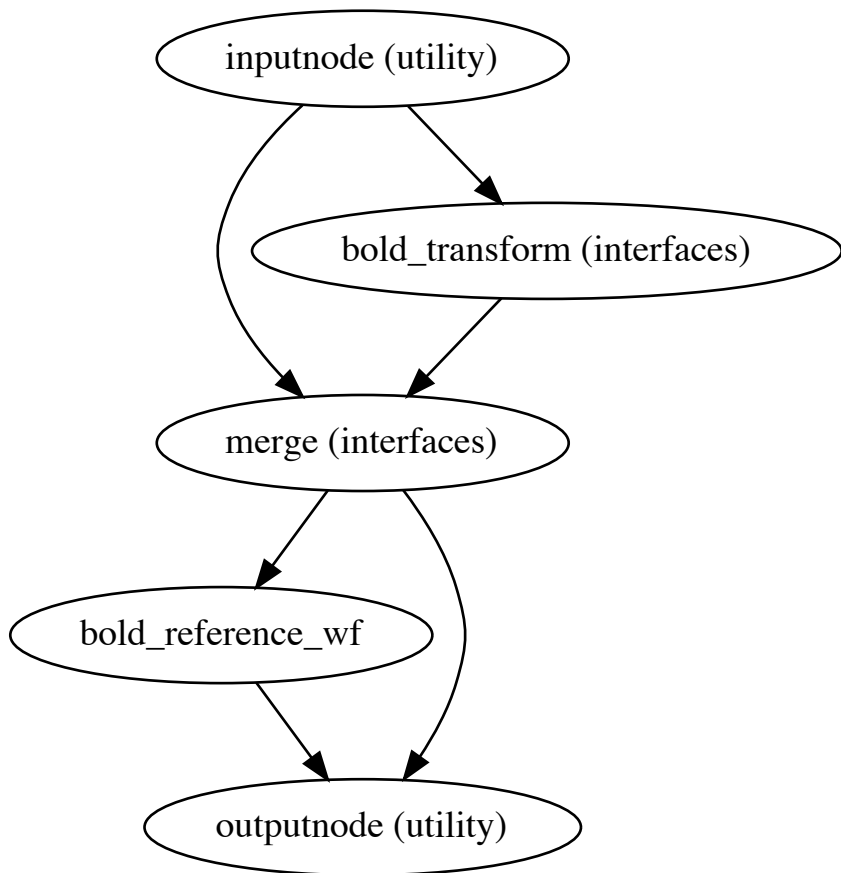 inputnode (utility)
bold_transform (interfaces)
merge (interfaces)
bold_reference_wf
outputnode (utility)